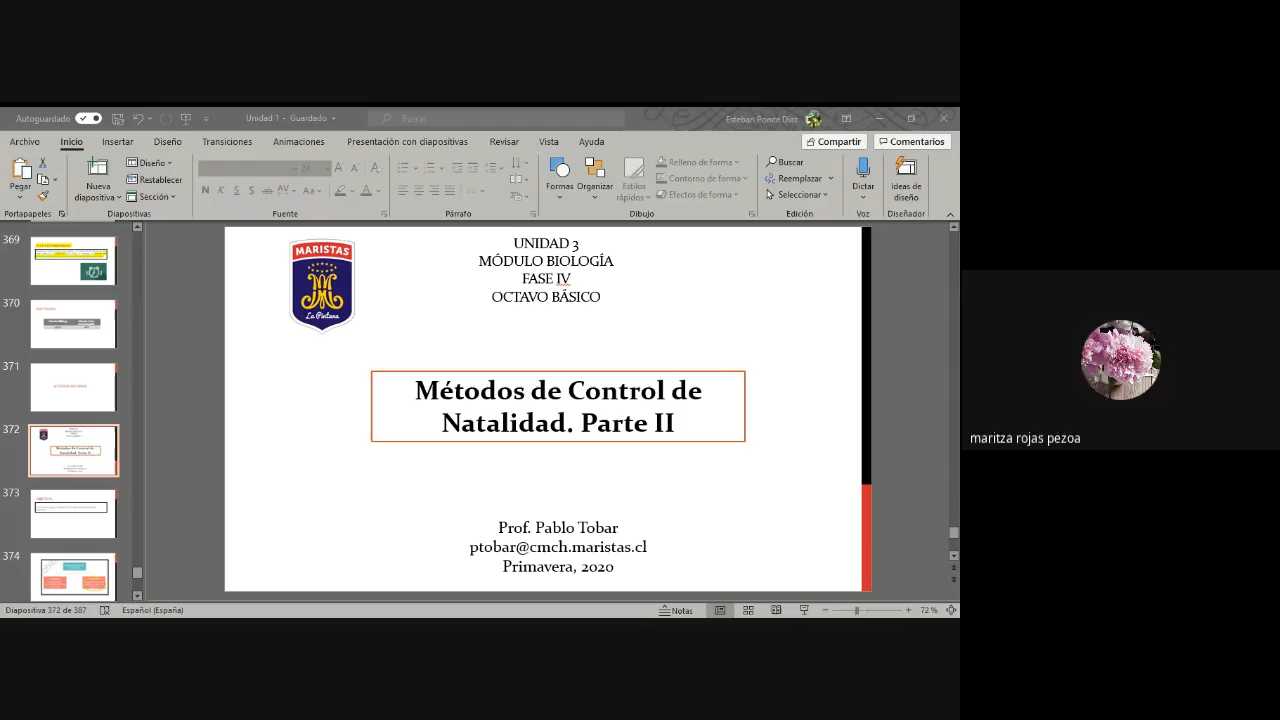 Autoguardado
Unidad 1 - Guardado
Buscar
Esteban Ponce Díaz
Archivo Inicio Insertar Diseño Transiciones Animaciones Presentación con diapositivas Revisar Vista Ayuda
Compartir
Comentarios
Pegar
Nueva
diapositiva
Diseño
Restablecer
Sección
24
N K S S ab AV Aa A
Formas
Organizar
Estilos
rápidos
Relleno de forma
Contorno de forma
Efectos de forma
Buscar
Reemplazar
Seleccionar
Dictar
Ideas de
diseño
Portapapeles Diapositivas Fuente Párrafo Dibujo Edición Voz Diseñador
369
370
371
372
373
374
MARISTAS
La Pintana
UNIDAD 3
MÓDULO BIOLOGÍA
FASE IV
OCTAVO BÁSICO
Métodos de Control de
Natalidad. Parte II
Prof. Pablo Tobar
ptobar@cmch.maristas.cl
Primavera, 2020
Diapositiva 372 de 387
Español (España)
Notas
72 %
maritza rojas pezoa